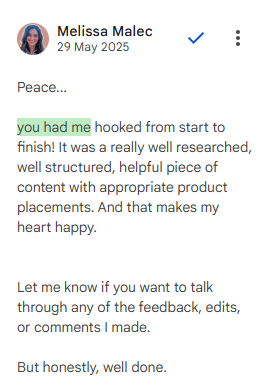 Melissa Malec
29 May 2025
Peace...
you had me hooked from start to
finish! It was a really well researched,
well structured, helpful piece of
content with appropriate product
placements. And that makes my
heart happy.
Let me know if you want to talk
through any of the feedback, edits,
or comments I made.
But honestly, well done.